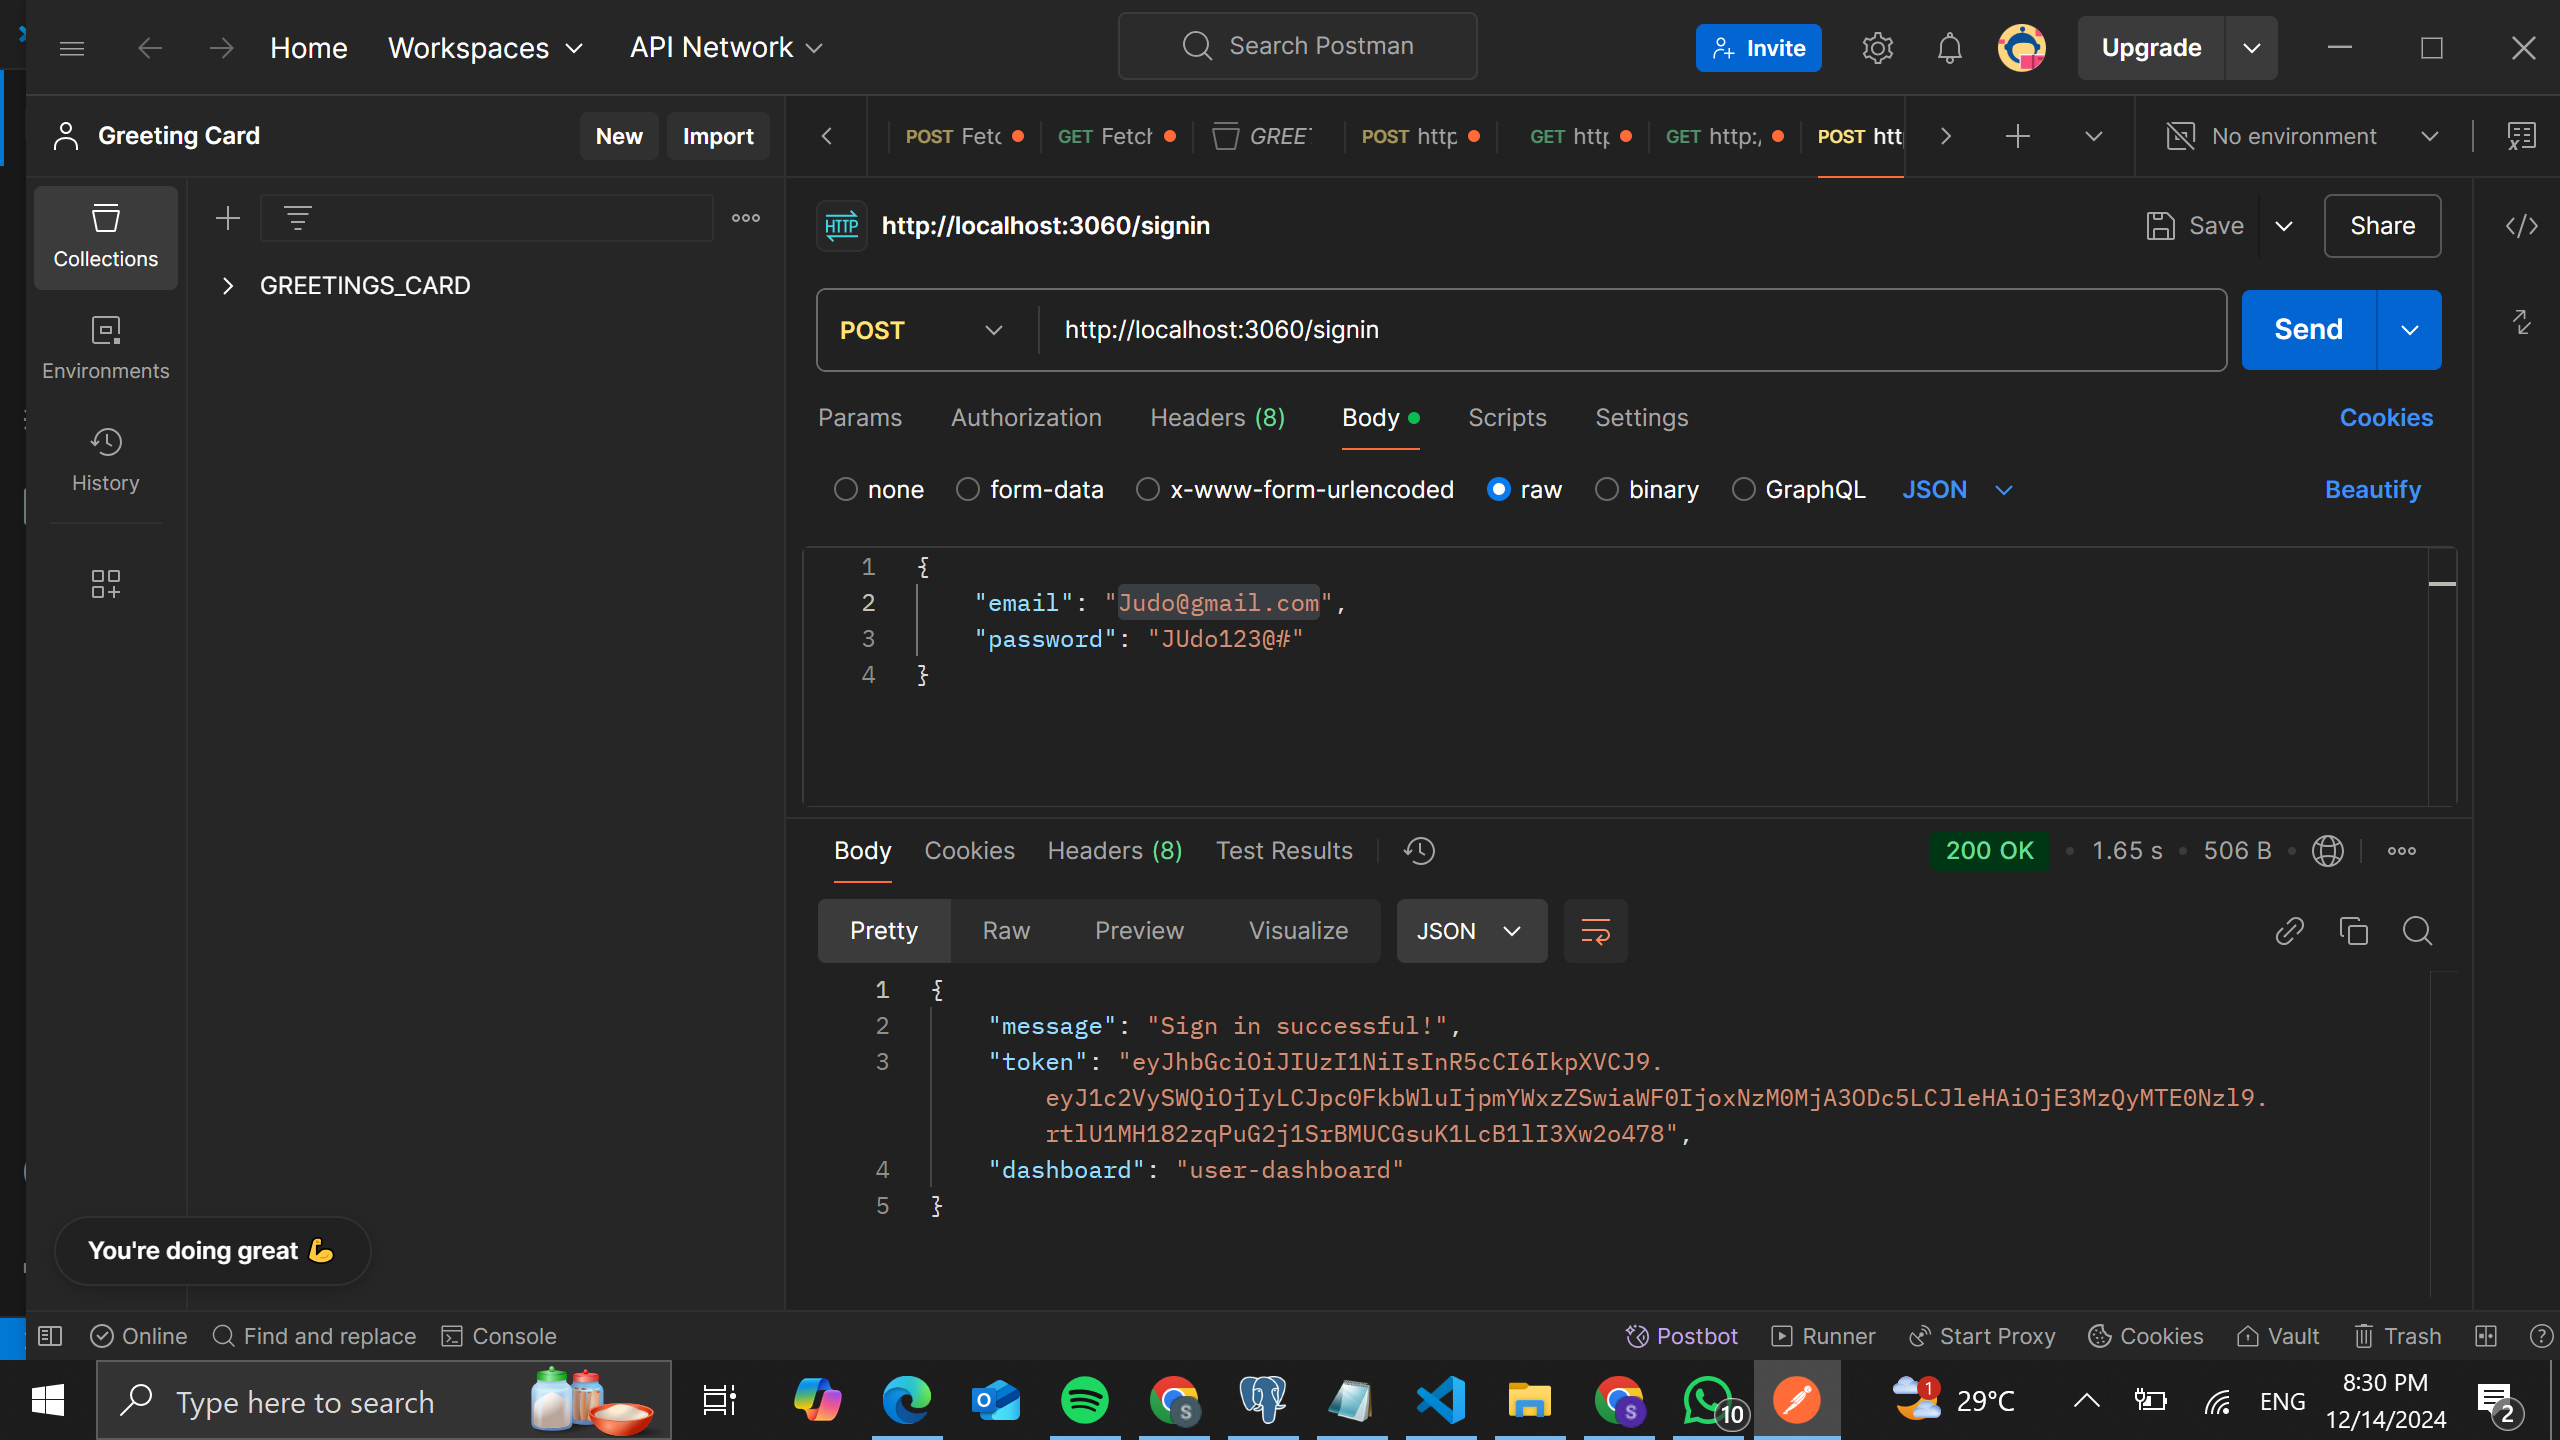 Home
Workspaces
API Network
Search Postman
Invite
Upgrade
Greeting Card
New
Import
POST Fetc
GET Fetch
GREET
POST http
GET http
GET http:/
POST htt
No environment
Collections
Environments
History
GREETINGS_CARD
HTTP
http://localhost:3060/signin
Save
Share
POST
http://localhost:3060/signin
Send
Params
Authorization
Headers (8)
Body
Scripts
Settings
Cookies
none
form-data
x-www-form-urlencoded
raw
binary
GraphQL
JSON
Beautify
1 {
2 "email": "Judo@gmail.com",
3 "password": "JUdo123@#"
4 }
Body
Cookies
Headers (8)
Test Results
200 OK
1.65 s
506 B
Pretty
Raw
Preview
Visualize
JSON
1 {
2 "message": "Sign in successful!",
3 "token": "eyJhbGciOiJIUzI1NiIsInR5cCI6IkpXVCJ9.
eyJ1c2VySWQiOjIyLCJpc0FkbWluIjpmYWxzZSwiaWF0IjoxNzM0MjA3ODc5LCJleHAiOjE3MzQyMTE0Nzl9.
rtlU1MH182zqPuG2j1SrBMUCGsuK1LcB1lI3Xw2o478",
4 "dashboard": "user-dashboard"
5 }
You're doing great 💪
Online
Find and replace
Console
Postbot
Runner
Start Proxy
Cookies
Vault
Trash
Type here to search
S
S
10
1
29°C
ENG
8:30 PM
12/14/2024
2